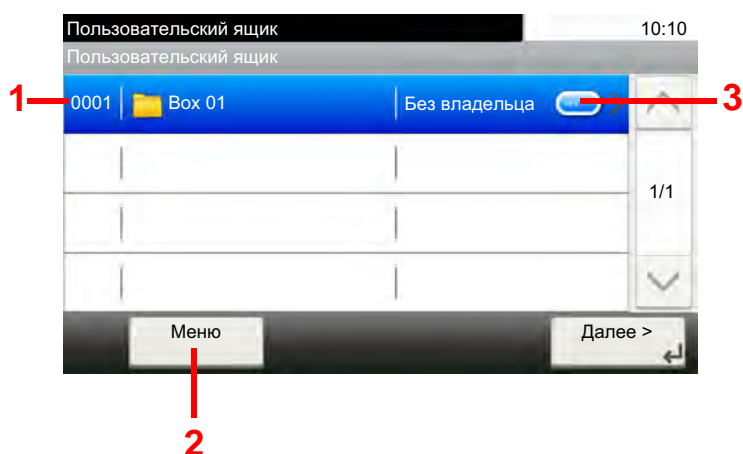 Пользовательский ящик 10:10
Пользовательский ящик
1 0001 Box 01 Без владельца 3
1/1
Меню Далее >
2